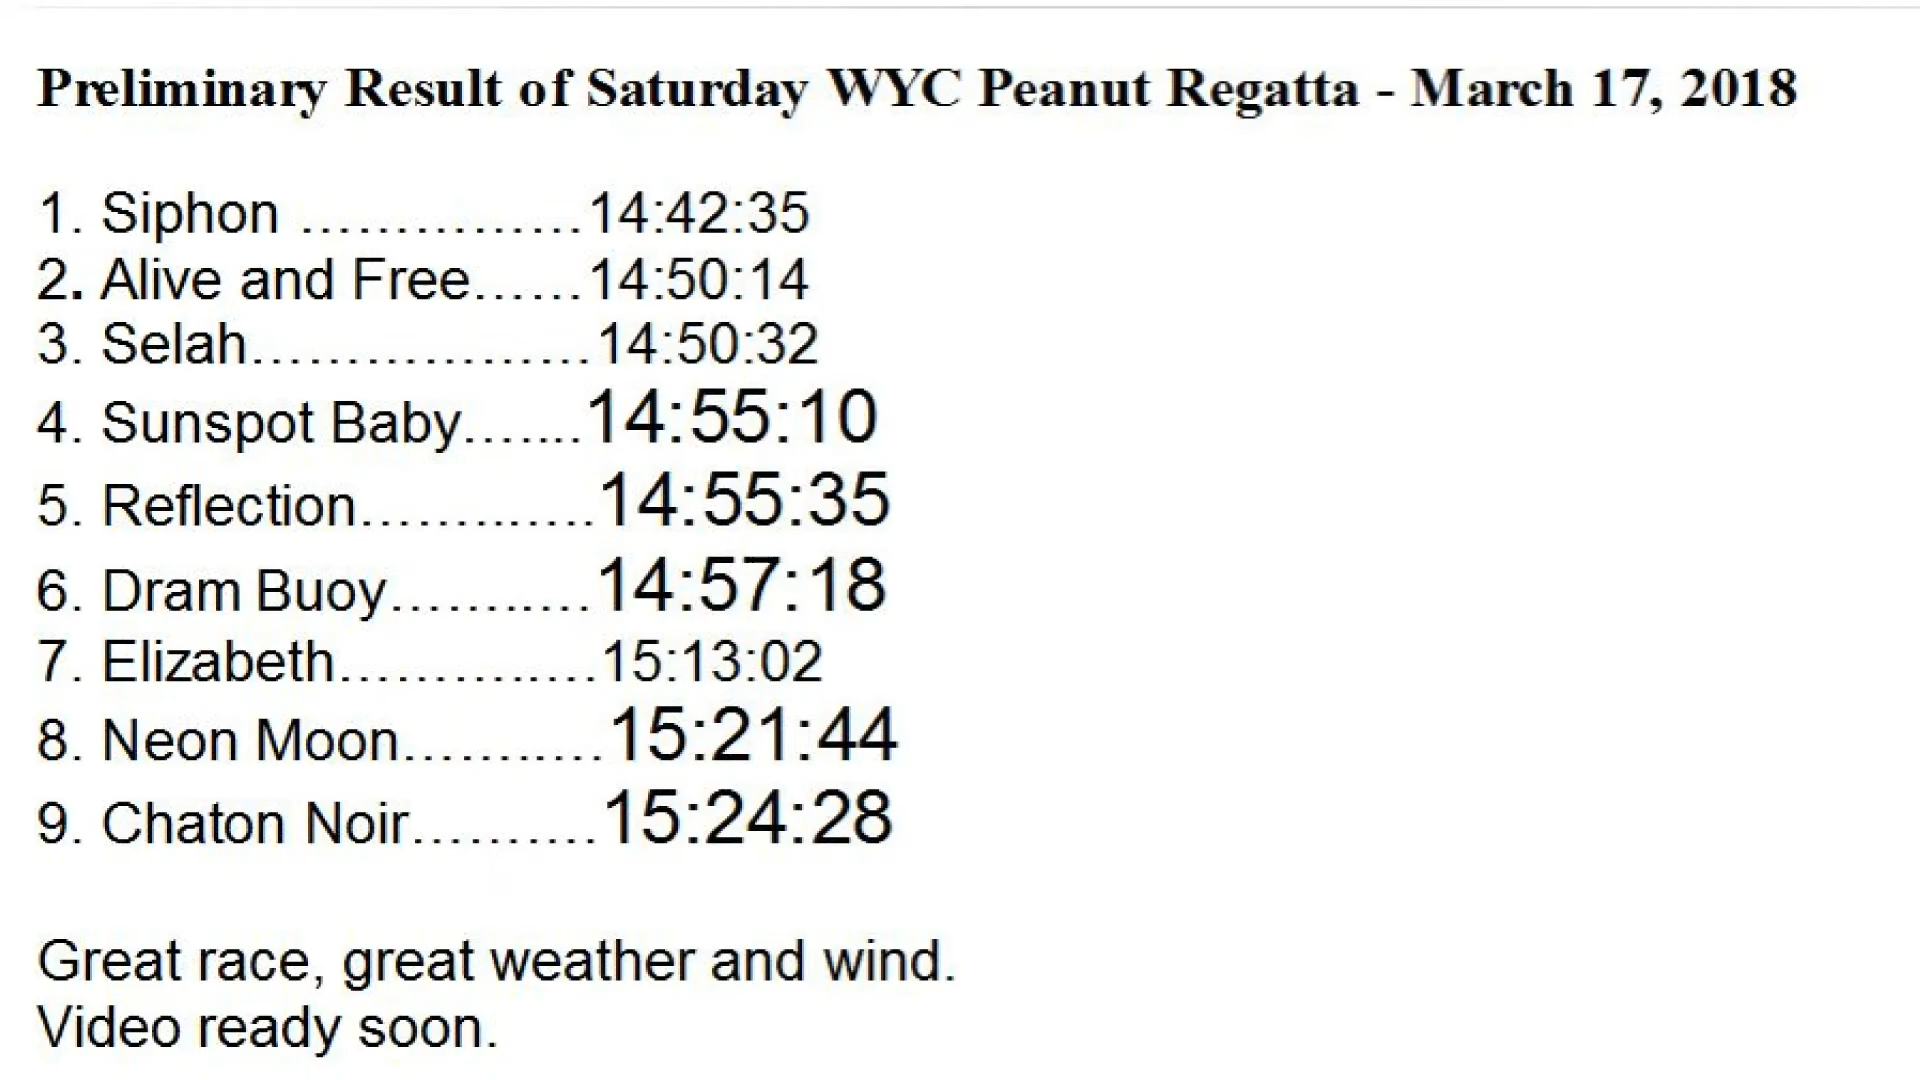 Preliminary Result of Saturday WYC Peanut Regatta - March 17, 2018
1. Siphon ……………14:42:35
2. Alive and Free……14:50:14
3. Selah……………….14:50:32
4. Sunspot Baby…….14:55:10
5. Reflection…………..14:55:35
6. Dram Buoy………...14:57:18
7. Elizabeth…………...15:13:02
8. Neon Moon………...15:21:44
9. Chaton Noir……….15:24:28
Great race, great weather and wind.
Video ready soon.